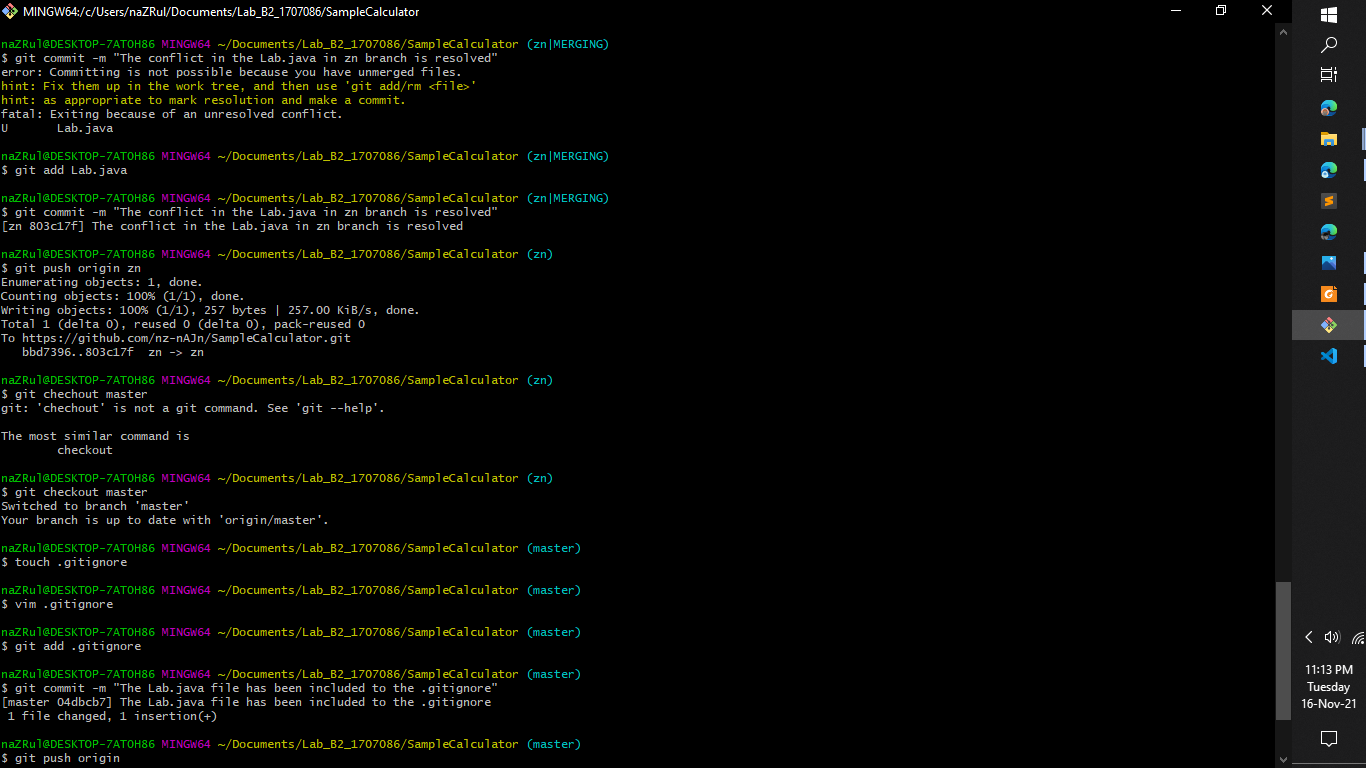 MINGW64:/c/Users/naZRul/Documents/Lab_B2_1707086/SampleCalculator
naZRul@DESKTOP-7ATOH86 MINGW64 ~/Documents/Lab_B2_1707086/SampleCalculator (zn|MERGING)
$ git commit -m "The conflict in the Lab.java in zn branch is resolved"
error: Committing is not possible because you have unmerged files.
hint: Fix them up in the work tree, and then use 'git add/rm <file>'
hint: as appropriate to mark resolution and make a commit.
fatal: Exiting because of an unresolved conflict.
U       Lab.java
naZRul@DESKTOP-7ATOH86 MINGW64 ~/Documents/Lab_B2_1707086/SampleCalculator (zn|MERGING)
$ git add Lab.java
naZRul@DESKTOP-7ATOH86 MINGW64 ~/Documents/Lab_B2_1707086/SampleCalculator (zn|MERGING)
$ git commit -m "The conflict in the Lab.java in zn branch is resolved"
[zn 803c17f] The conflict in the Lab.java in zn branch is resolved
naZRul@DESKTOP-7ATOH86 MINGW64 ~/Documents/Lab_B2_1707086/SampleCalculator (zn)
$ git push origin zn
Enumerating objects: 1, done.
Counting objects: 100% (1/1), done.
Writing objects: 100% (1/1), 257 bytes | 257.00 KiB/s, done.
Total 1 (delta 0), reused 0 (delta 0), pack-reused 0
To https://github.com/nz-nAJn/SampleCalculator.git
   bbd7396..803c17f  zn -> zn
naZRul@DESKTOP-7ATOH86 MINGW64 ~/Documents/Lab_B2_1707086/SampleCalculator (zn)
$ git chechout master
git: 'chechout' is not a git command. See 'git --help'.
The most similar command is
        checkout
naZRul@DESKTOP-7ATOH86 MINGW64 ~/Documents/Lab_B2_1707086/SampleCalculator (zn)
$ git checkout master
Switched to branch 'master'
Your branch is up to date with 'origin/master'.
naZRul@DESKTOP-7ATOH86 MINGW64 ~/Documents/Lab_B2_1707086/SampleCalculator (master)
$ touch .gitignore
naZRul@DESKTOP-7ATOH86 MINGW64 ~/Documents/Lab_B2_1707086/SampleCalculator (master)
$ vim .gitignore
naZRul@DESKTOP-7ATOH86 MINGW64 ~/Documents/Lab_B2_1707086/SampleCalculator (master)
$ git add .gitignore
naZRul@DESKTOP-7ATOH86 MINGW64 ~/Documents/Lab_B2_1707086/SampleCalculator (master)
$ git commit -m "The Lab.java file has been included to the .gitignore"
[master 04dbcb7] The Lab.java file has been included to the .gitignore
 1 file changed, 1 insertion(+)
naZRul@DESKTOP-7ATOH86 MINGW64 ~/Documents/Lab_B2_1707086/SampleCalculator (master)
$ git push origin
11:13 PM
Tuesday
16-Nov-21